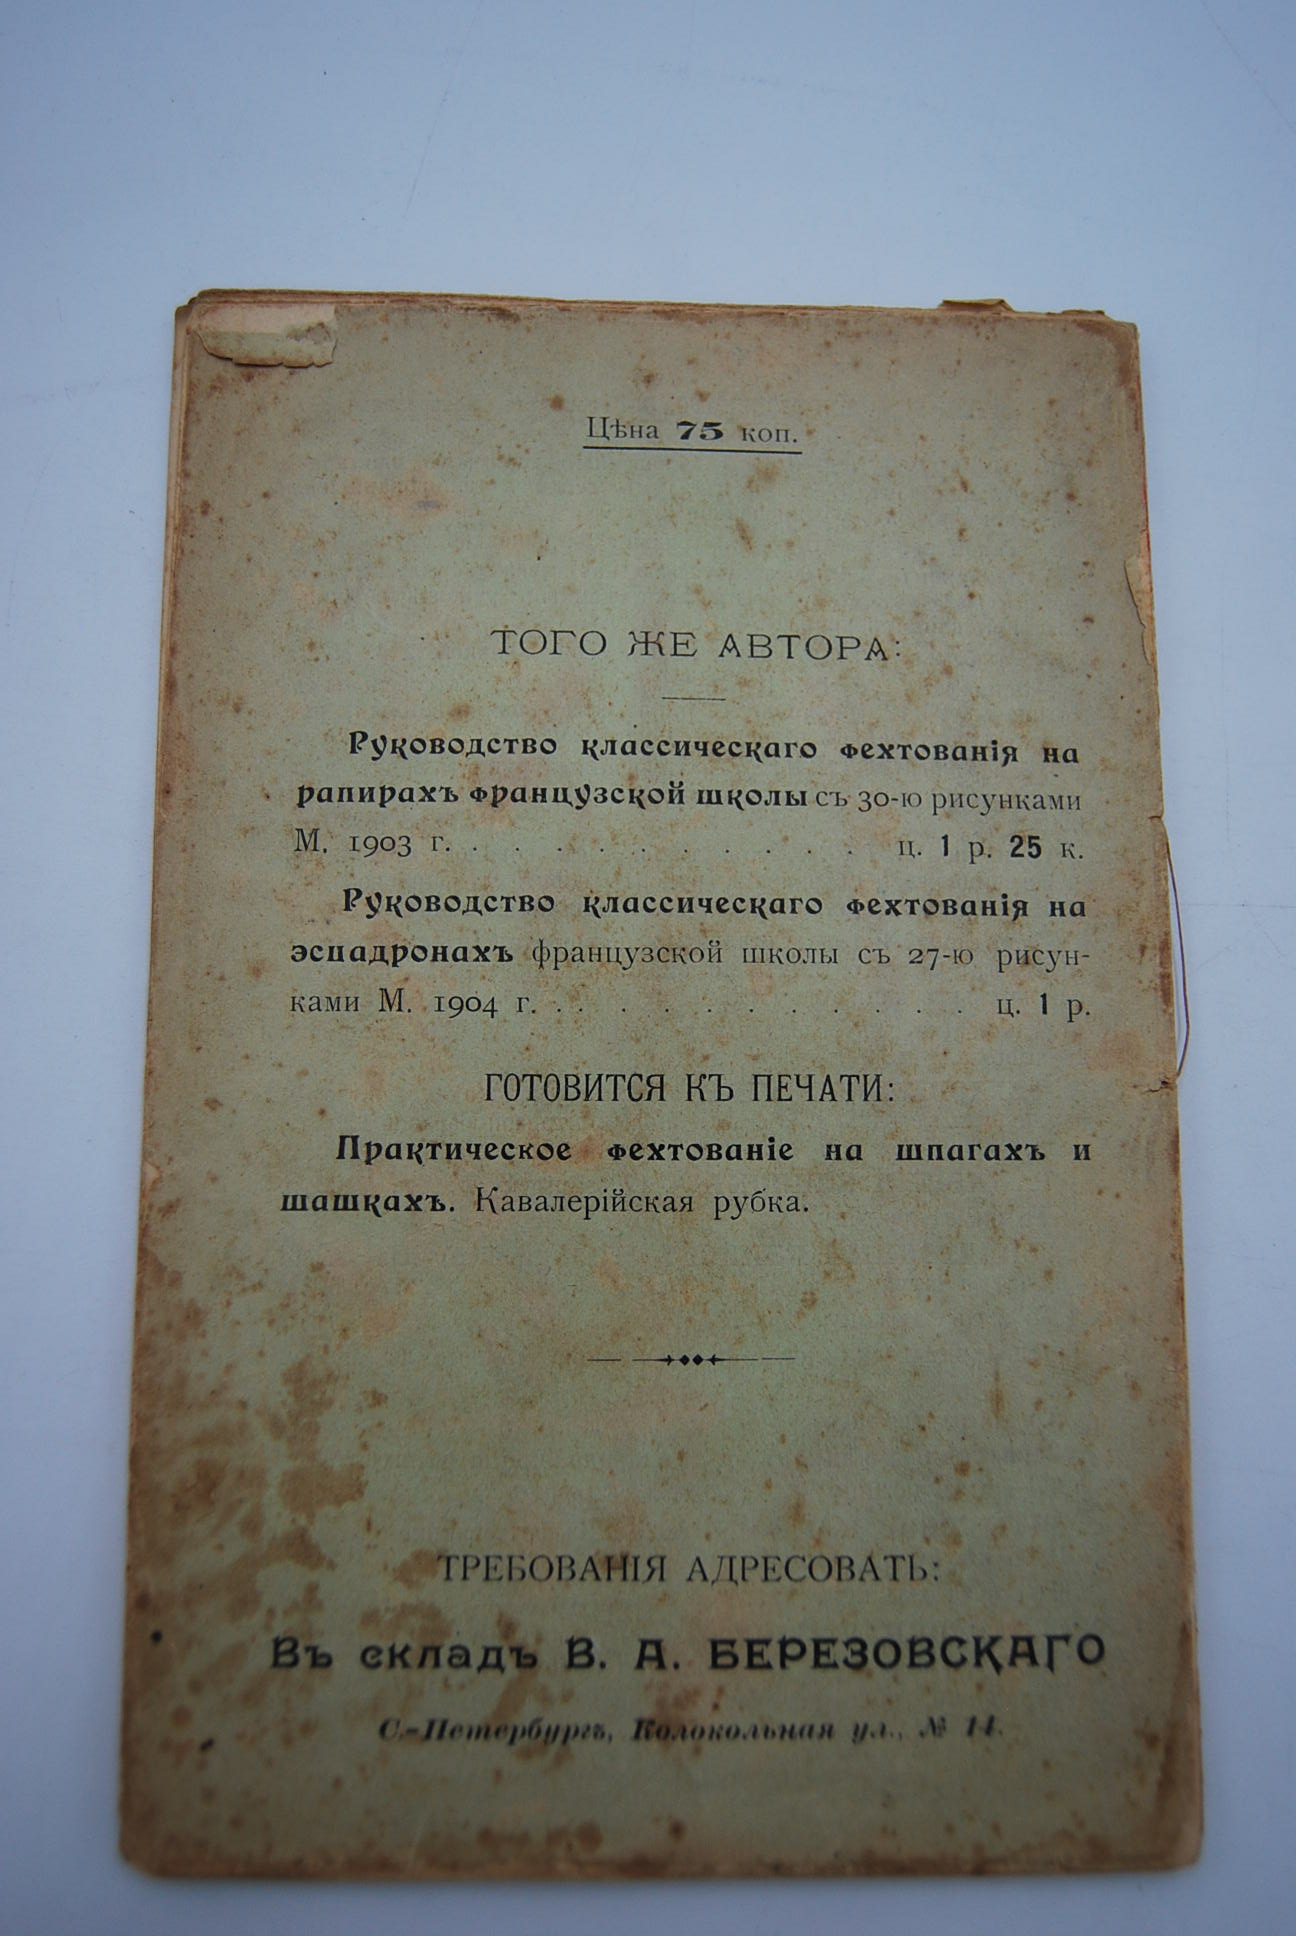 Цѣна 75 коп.
ТОГО ЖЕ АВТОРА:
Руководство классическаго фехтованія на
рапирахъ французской школы съ 30-ю рисунками
М. 1903 г. . . . . . . . . . . ц. 1 р. 25 к.
Руководство классическаго фехтованія на
эспадронахъ французской школы съ 27-ю рисун-
ками М. 1904 г. . . . . . . . . . . . ц. 1 р.
ГОТОВИТСЯ КЪ ПЕЧАТИ:
Практическое фехтованіе на шпагахъ и
шашкахъ. Кавалерійская рубка.
ТРЕБОВАНІЯ АДРЕСОВАТЬ:
Въ складъ В. А. БЕРЕЗОВСКАГО
С.-Петербургъ, Колокольная ул., № 14.